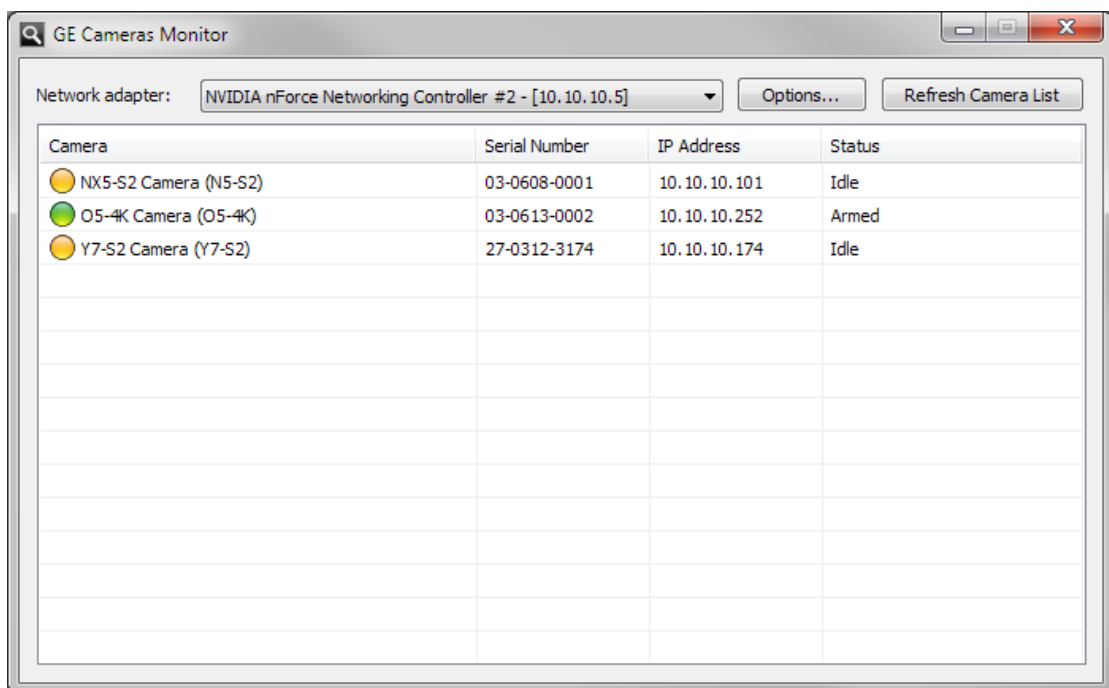 GE Cameras Monitor
Network adapter: NVIDIA nForce Networking Controller #2 - [10.10.10.5] Options... Refresh Camera List
Camera Serial Number IP Address Status
NX5-S2 Camera (N5-S2) 03-0608-0001 10.10.10.101 Idle
O5-4K Camera (O5-4K) 03-0613-0002 10.10.10.252 Armed
Y7-S2 Camera (Y7-S2) 27-0312-3174 10.10.10.174 Idle